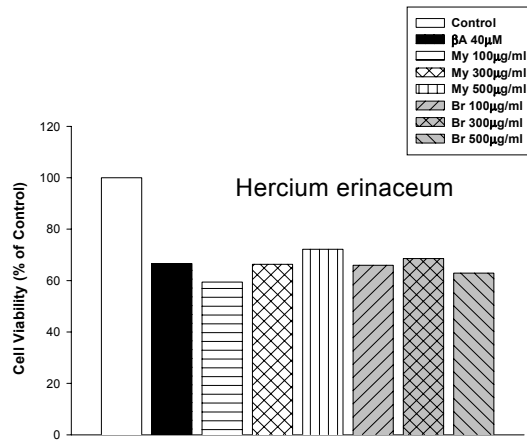 Control
βA 40μM
My 100μg/ml
My 300μg/ml
My 500μg/ml
Br 100μg/ml
Br 300μg/ml
Br 500μg/ml
Hercium erinaceum
Cell Viability (% of Control)
120
100
80
60
40
20
0